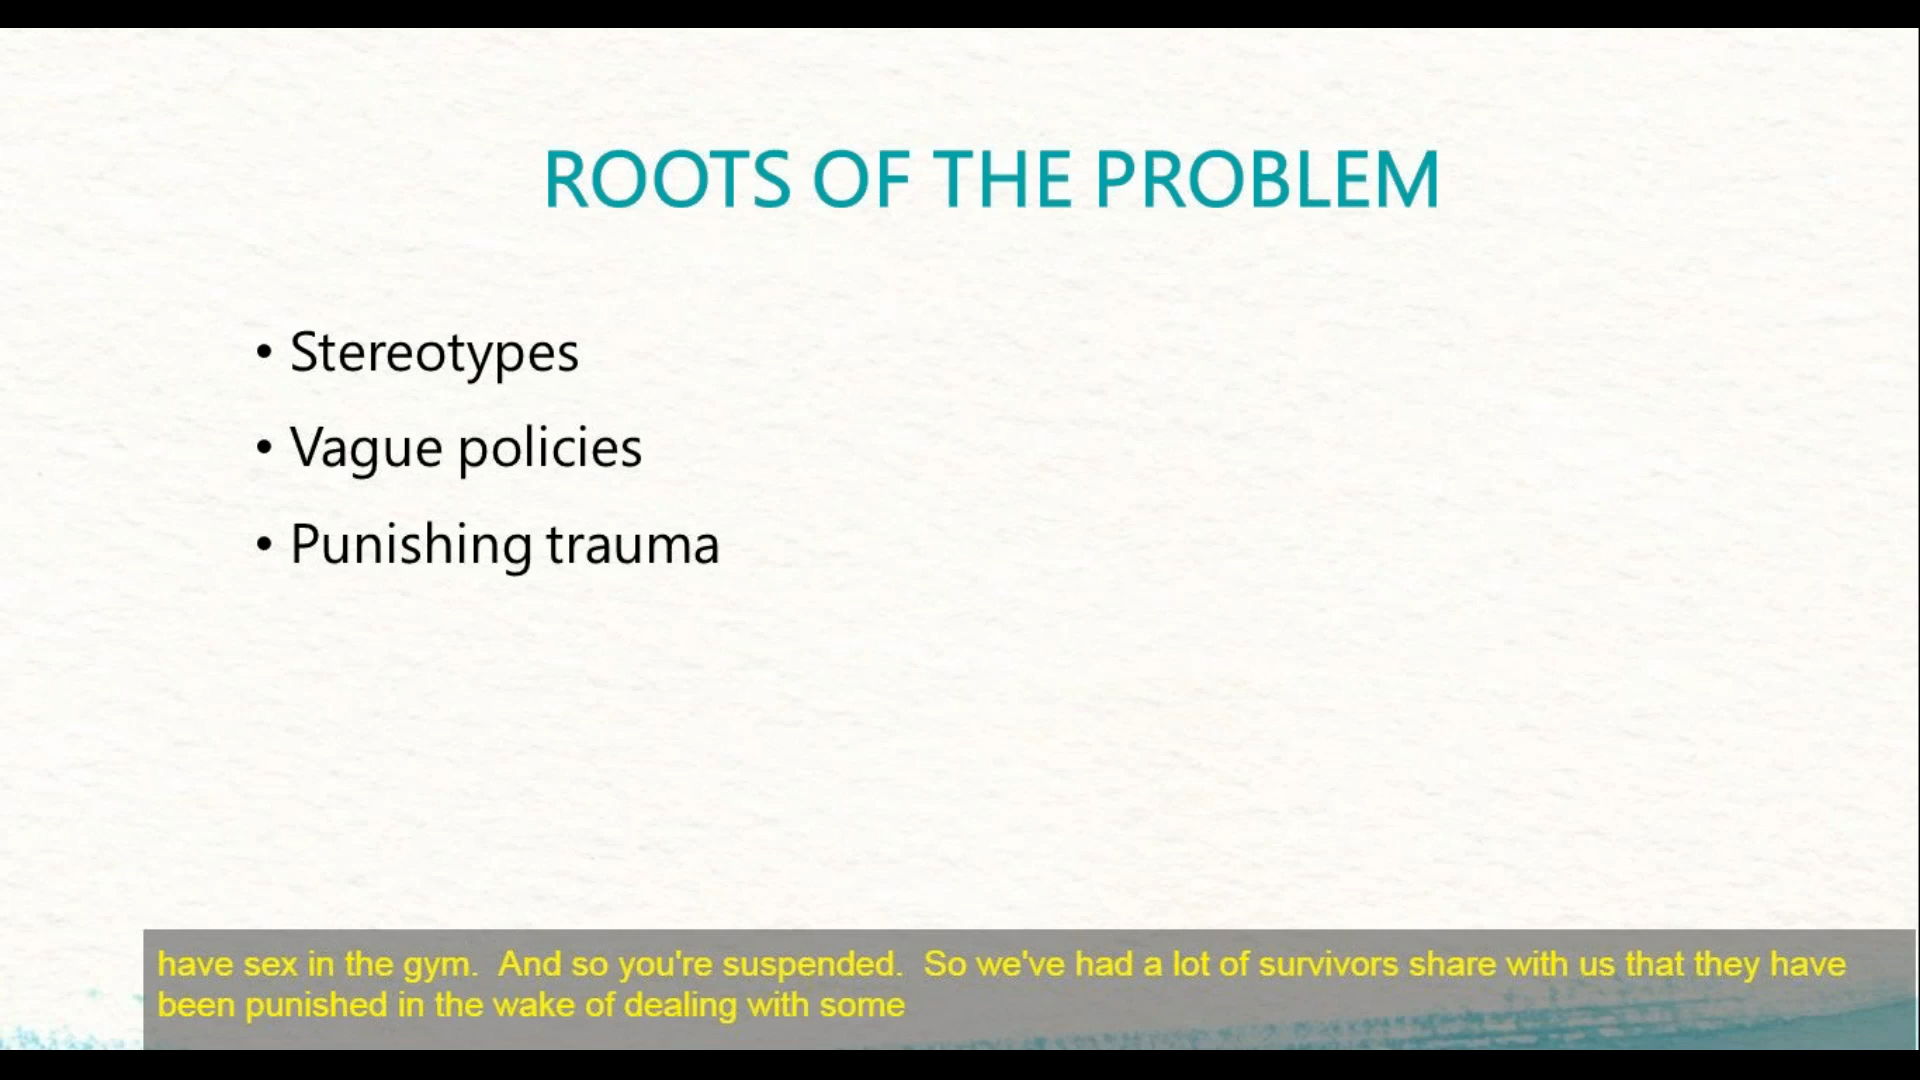 ROOTS OF THE PROBLEM
• Stereotypes
• Vague policies
• Punishing trauma
have sex in the gym.  And so you're suspended.  So we've had a lot of survivors share with us that they have
been punished in the wake of dealing with some